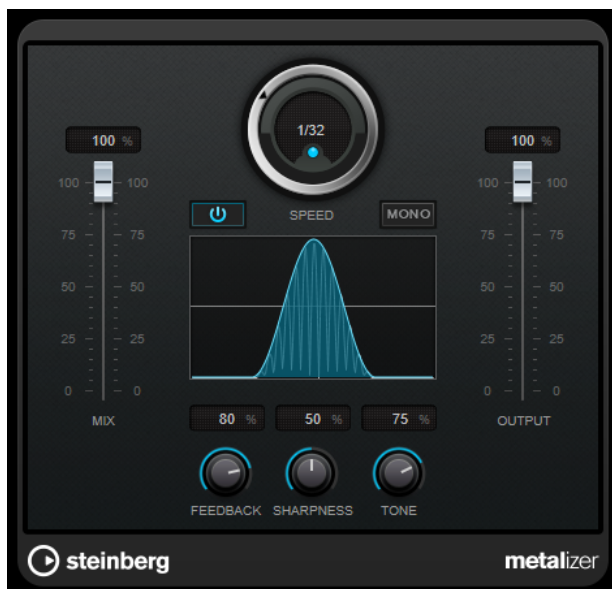 1/32
100 %
100 %
SPEED
MONO
100 100
75 75
50 50
25 25
0 0
MIX
100 100
75 75
50 50
25 25
0 0
OUTPUT
80 %
50 %
75 %
FEEDBACK SHARPNESS TONE
steinberg
metalizer